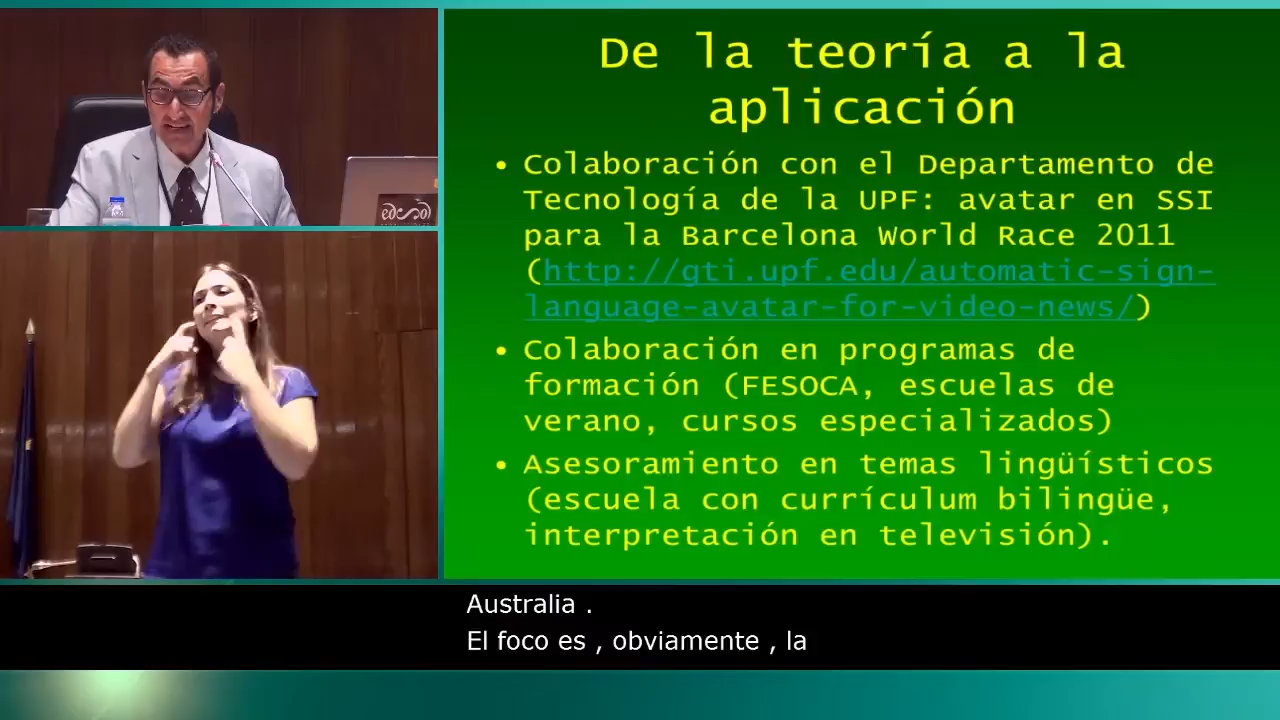 De la teoría a la
aplicación
• Colaboración con el Departamento de
Tecnología de la UPF: avatar en SSI
para la Barcelona World Race 2011
(http://gti.upf.edu/automatic-sign-
language-avatar-for-video-news/)
• Colaboración en programas de
formación (FESOCA, escuelas de
verano, cursos especializados)
• Asesoramiento en temas lingüísticos
(escuela con currículum bilingüe,
interpretación en televisión).
Australia .
El foco es , obviamente , la